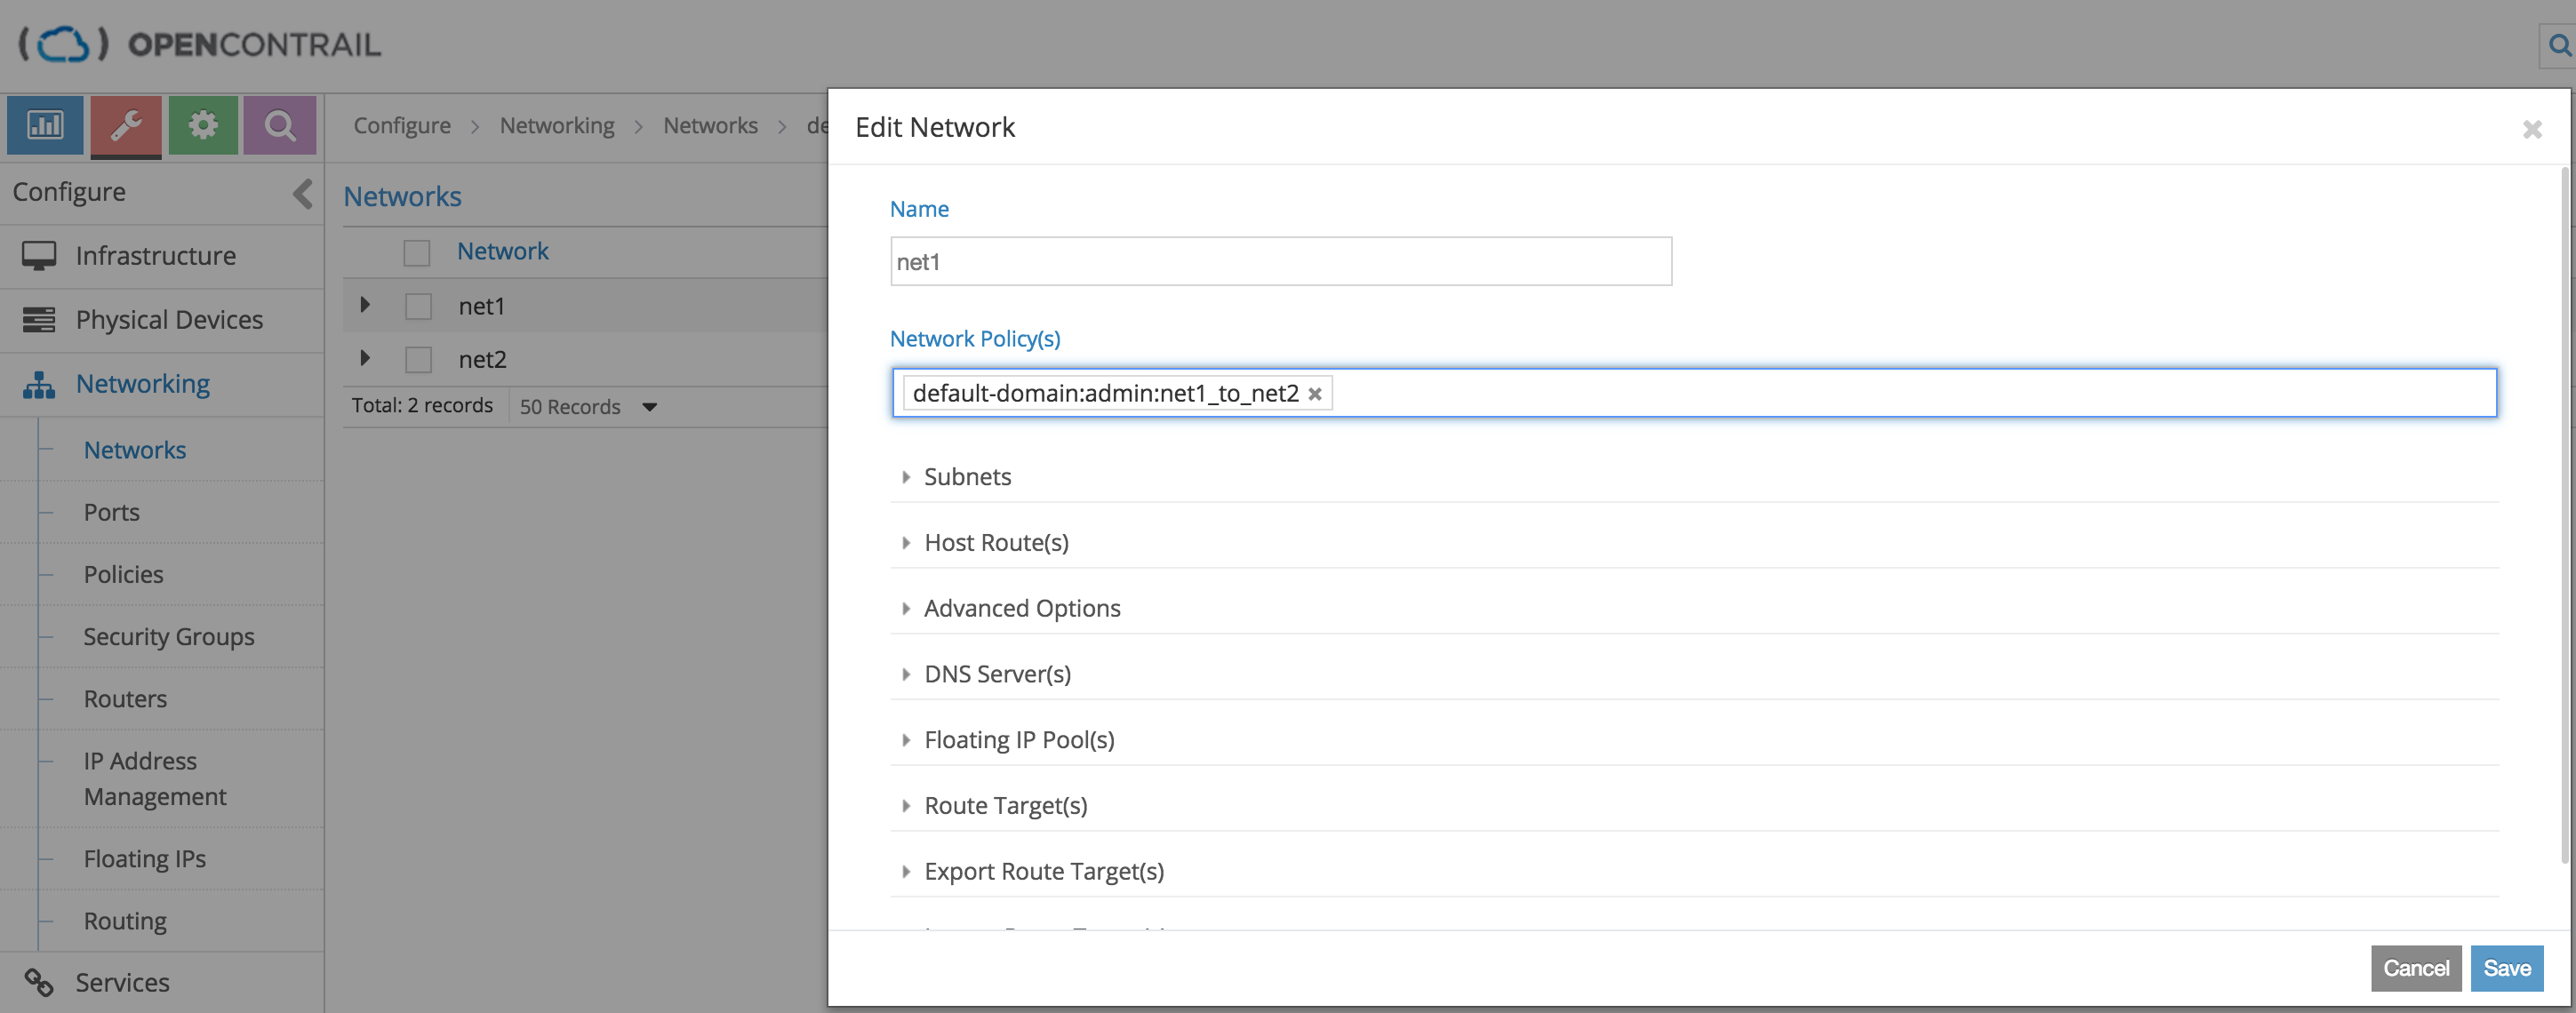 OPENCONTRAIL
Configure > Networking > Networks > de
Edit Network
Configure
Infrastructure
Physical Devices
Networking
Networks
Ports
Policies
Security Groups
Routers
IP Address
Management
Floating IPs
Routing
Services
Networks
Network
net1
net2
Total: 2 records 50 Records
Name
net1
Network Policy(s)
default-domain:admin:net1_to_net2
Subnets
Host Route(s)
Advanced Options
DNS Server(s)
Floating IP Pool(s)
Route Target(s)
Export Route Target(s)
Cancel Save